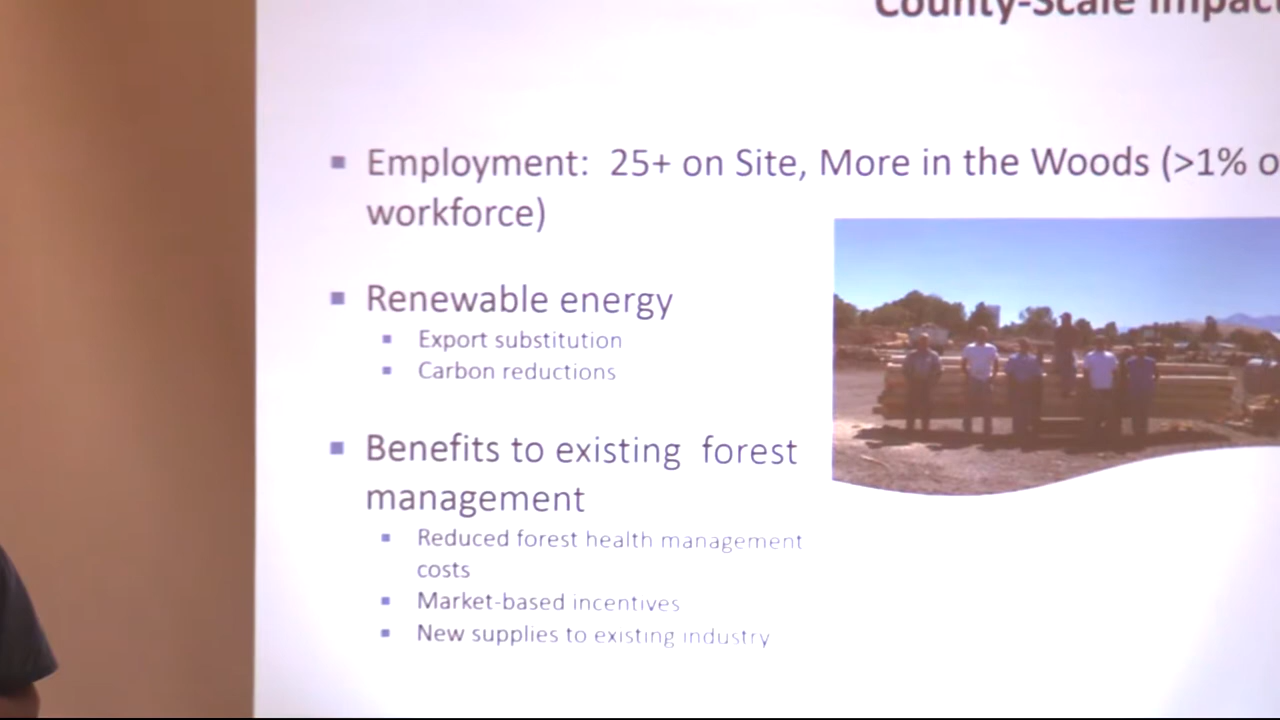 County-Scale Impact
Employment: 25+ on Site, More in the Woods (>1% o
workforce)
Renewable energy
Export substitution
Carbon reductions
Benefits to existing forest
management
Reduced forest health management
costs
Market-based incentives
New supplies to existing industry